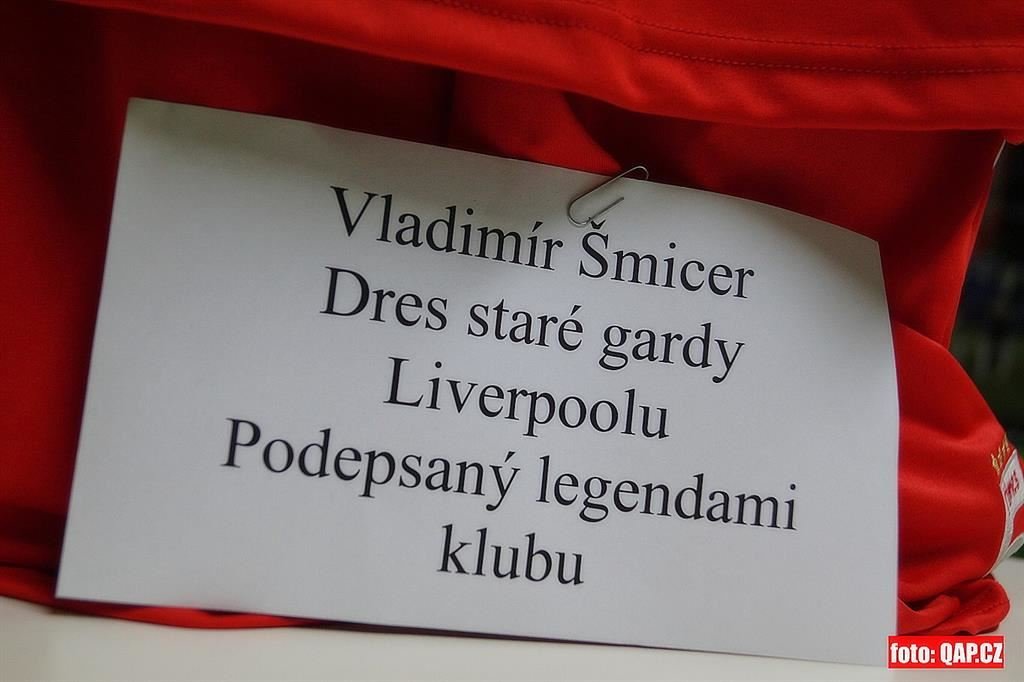 Vladimír Šmicer
Dres staré gardy
Liverpoolu
Podepsaný legendami
klubu
foto: QAP.CZ